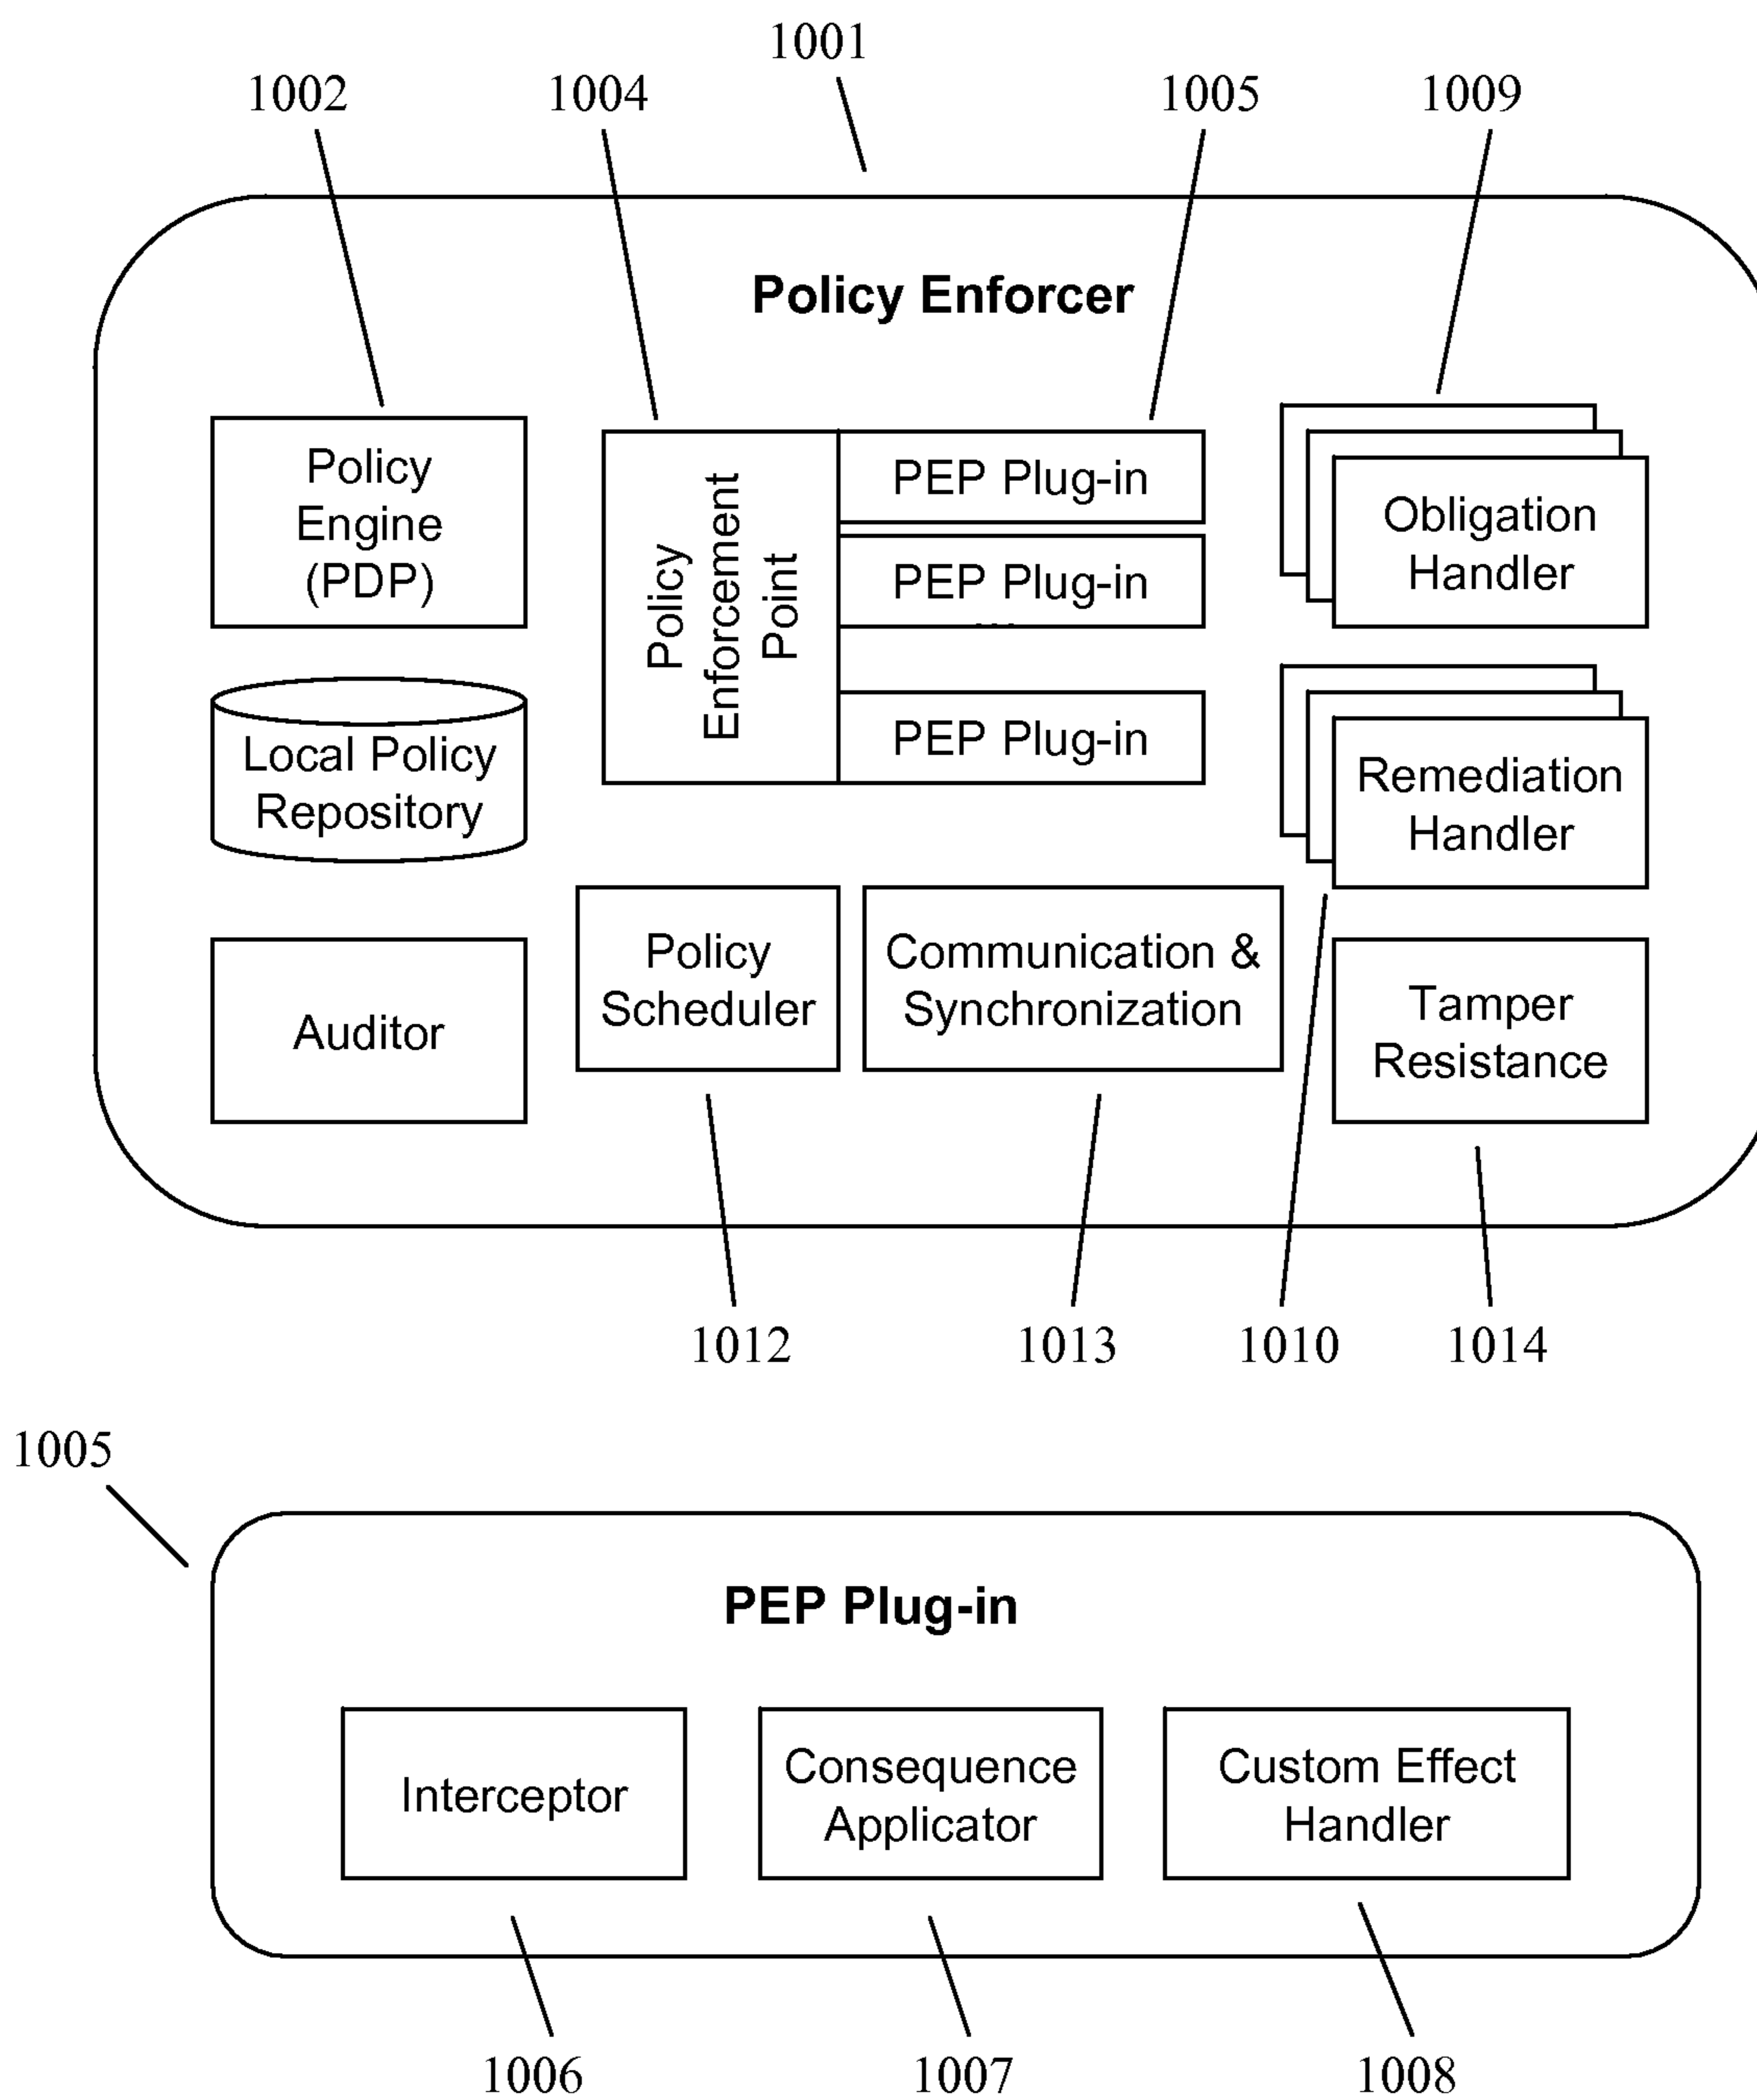 1001
1002
1004
1005
1009
Policy Enforcer
Policy
Engine
(PDP)
Policy
Enforcement
Point
PEP Plug-in
PEP Plug-in
...
PEP Plug-in
Obligation
Handler
Local Policy
Repository
Remediation
Handler
Auditor
Policy
Scheduler
Communication &
Synchronization
Tamper
Resistance
1012
1013
1010
1014
1005
PEP Plug-in
Interceptor
Consequence
Applicator
Custom Effect
Handler
1006
1007
1008